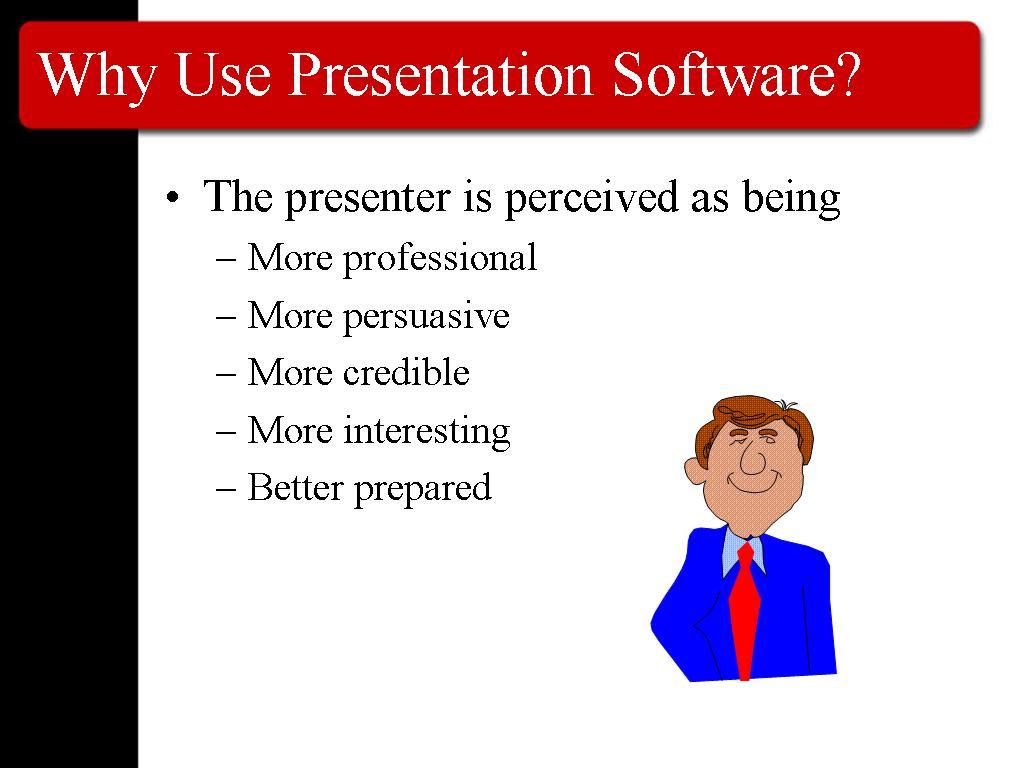 Why Use Presentation Software?
• The presenter is perceived as being
– More professional
– More persuasive
– More credible
– More interesting
– Better prepared